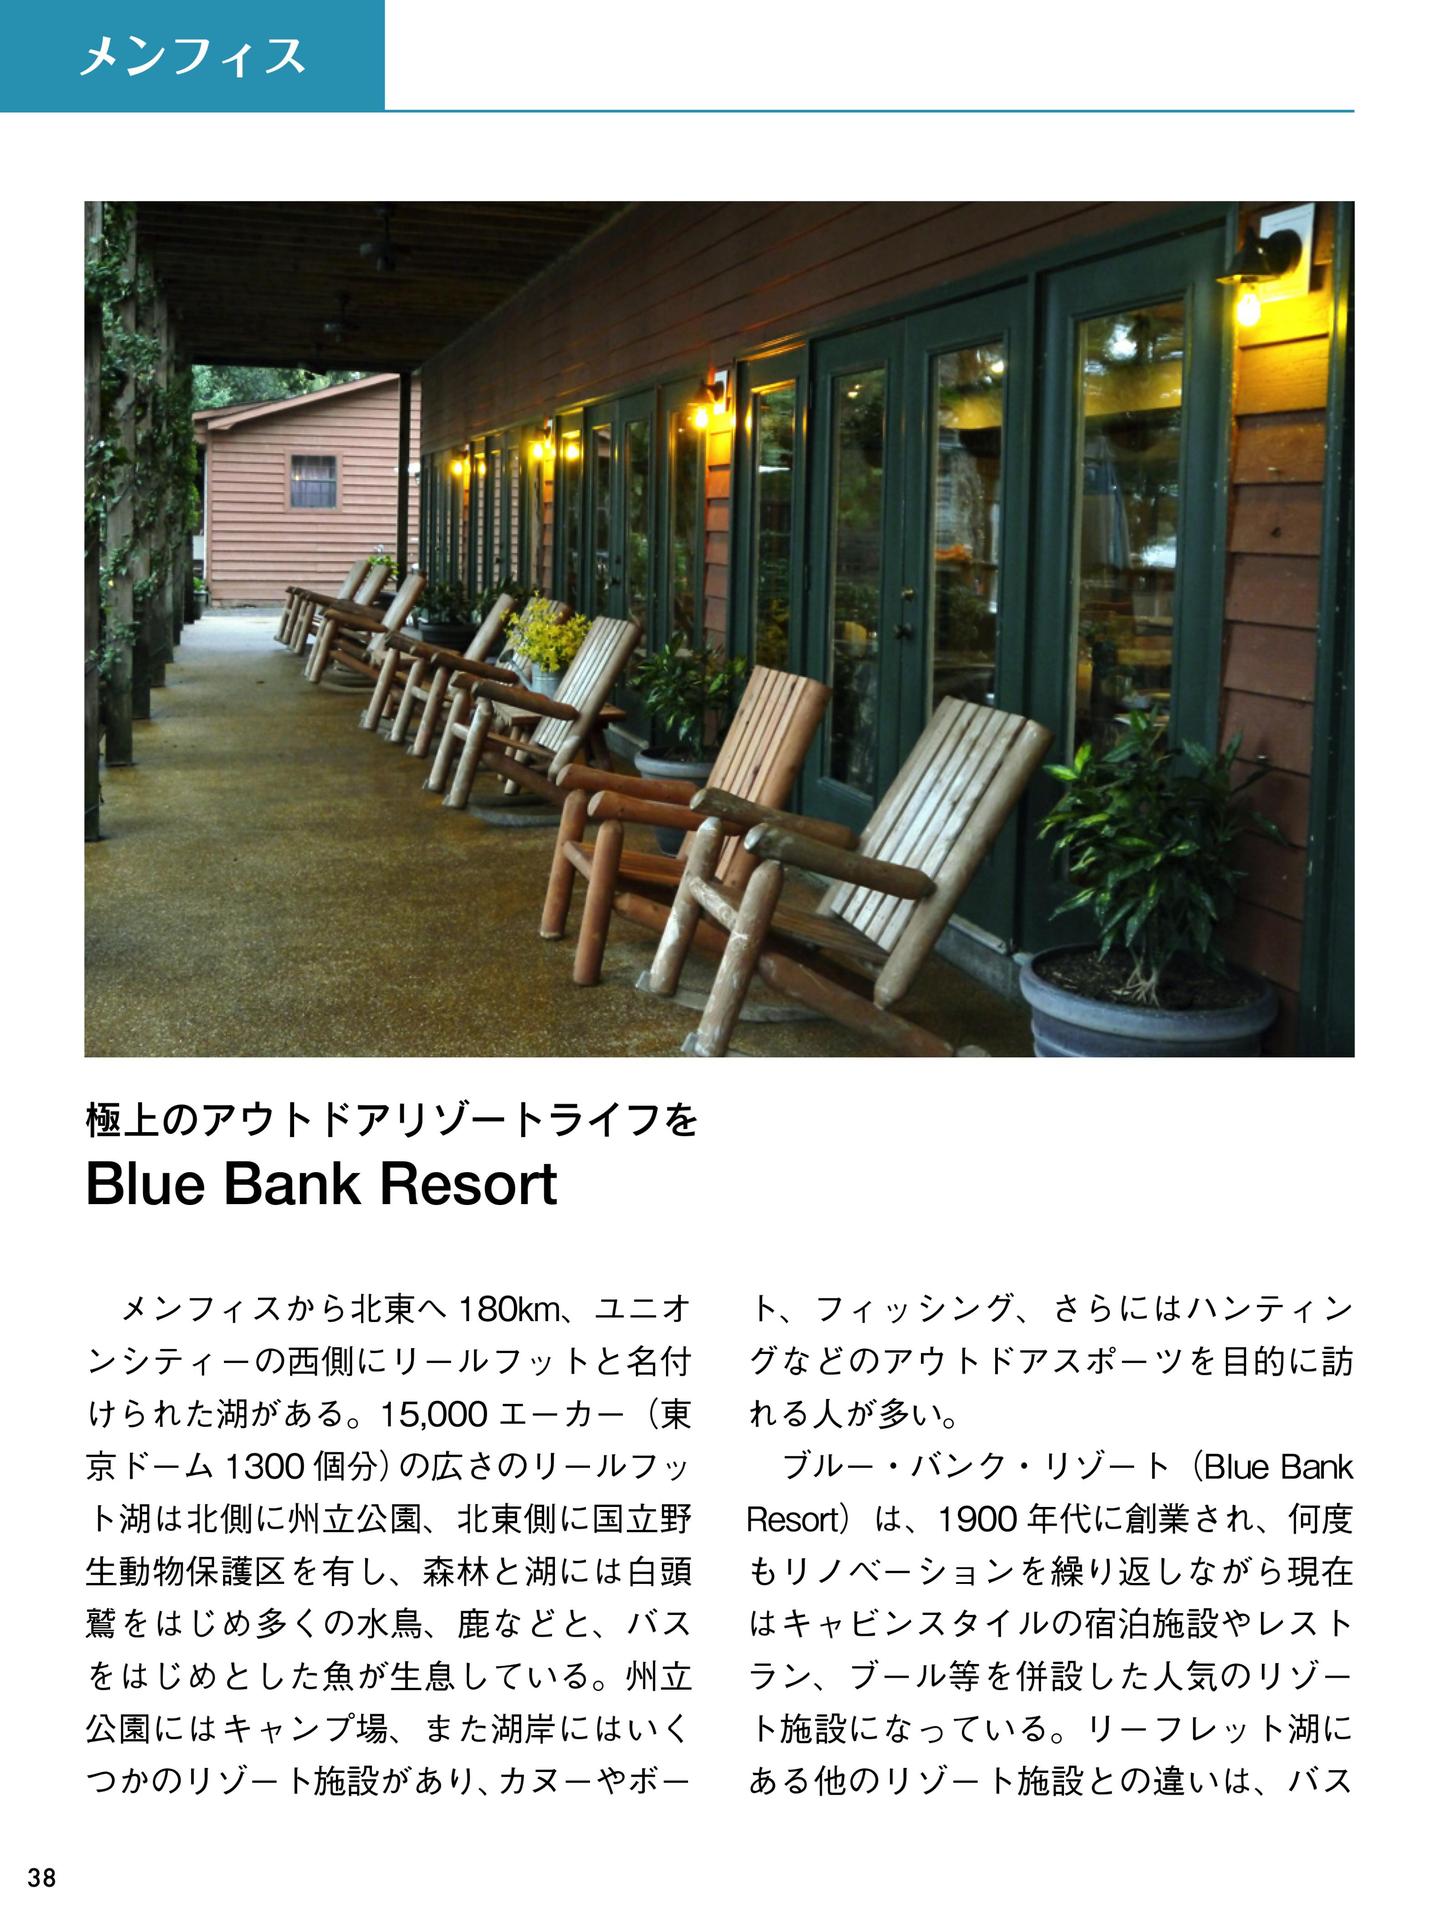 メンフィス
極上のアウトドアリゾートライフを
Blue Bank Resort
メンフィスから北東へ 180km、ユニオ
ンシティーの西側にリールフットと名付
けられた湖がある。15,000 エーカー（東
京ドーム 1300 個分）の広さのリールフッ
ト湖は北側に州立公園、北東側に国立野
生動物保護区を有し、森林と湖には白頭
鷲をはじめ多くの水鳥、鹿などと、バス
をはじめとした魚が生息している。州立
公園にはキャンプ場、また湖岸にはいく
つかのリゾート施設があり、カヌーやボー
ト、フィッシング、さらにはハンティン
グなどのアウトドアスポーツを目的に訪
れる人が多い。
ブルー・バンク・リゾート（Blue Bank
Resort）は、1900 年代に創業され、何度
もリノベーションを繰り返しながら現在
はキャビンスタイルの宿泊施設やレスト
ラン、プール等を併設した人気のリゾー
ト施設になっている。リーフレット湖に
ある他のリゾート施設との違いは、バス
38